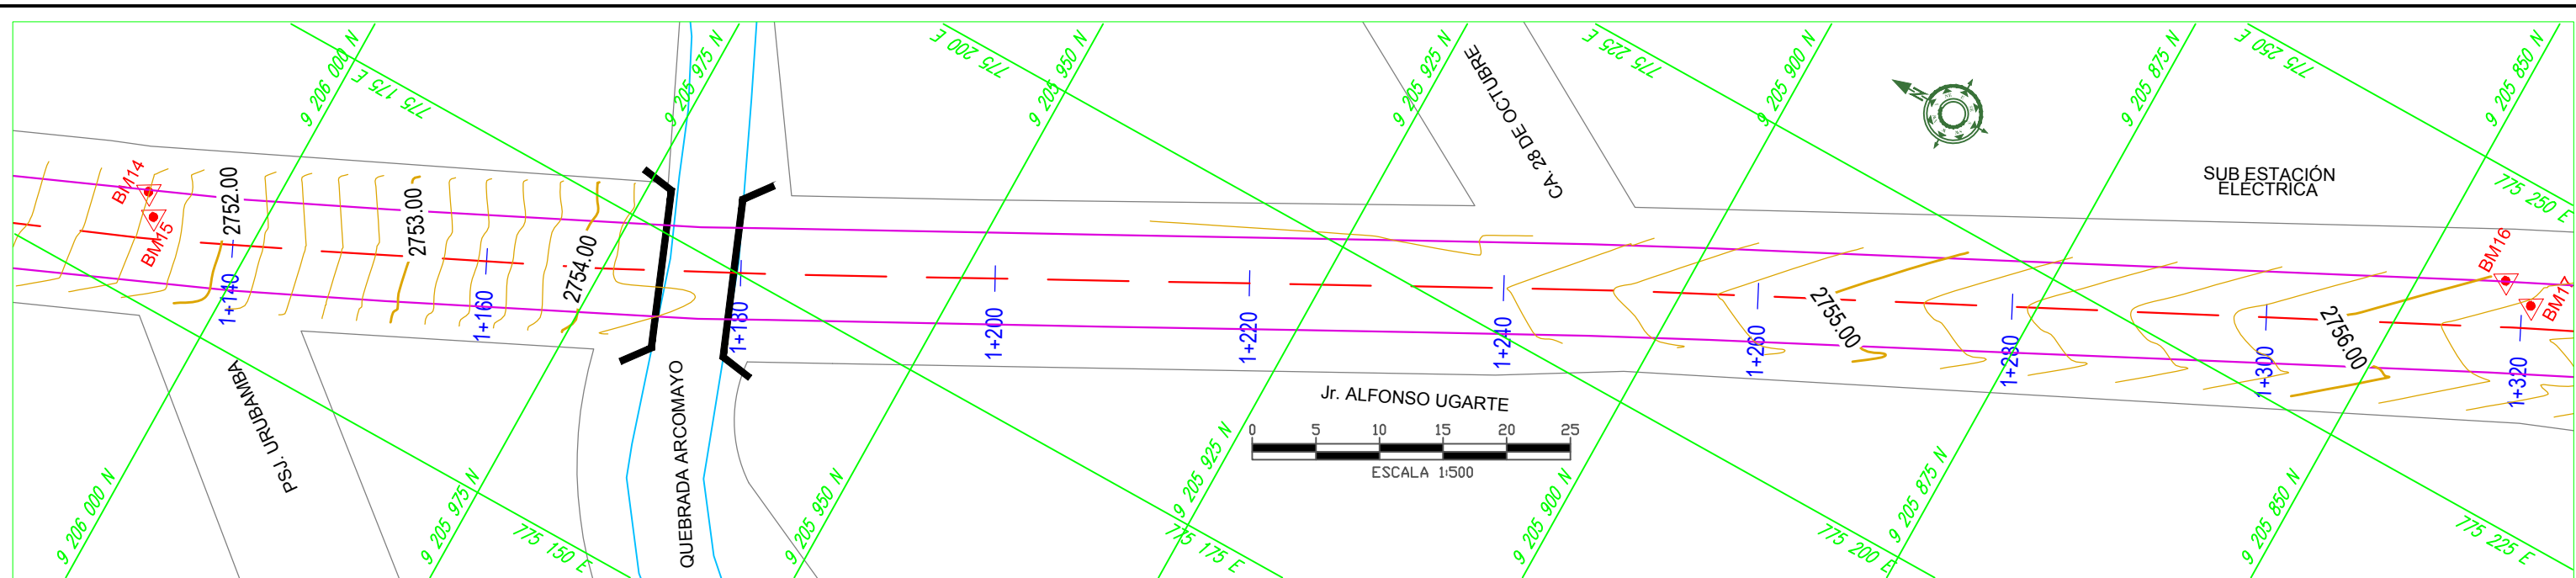 9 206 000 N
775 175 E
9 205 975 N
775 200 E
9 205 950 N
9 205 925 N
CA. 28 DE OCTUBRE
775 225 E
9 205 900 N
N
9 205 875 N
775 250 E
9 205 850 N
SUB ESTACIÓN
ELÉCTRICA
775 250 E
BM14
BM15
2752.00
2753.00
2754.00
2755.00
2756.00
BM16
BM17
1+140
1+160
1+180
1+200
1+220
1+240
1+260
1+280
1+300
1+320
PSJ. URUBAMBA
QUEBRADA ARCOMAYO
Jr. ALFONSO UGARTE
0 5 10 15 20 25
ESCALA 1:500
9 206 000 N
9 205 975 N
775 150 E
9 205 950 N
9 205 925 N
775 175 E
9 205 900 N
775 200 E
9 205 875 N
9 205 850 N
775 225 E